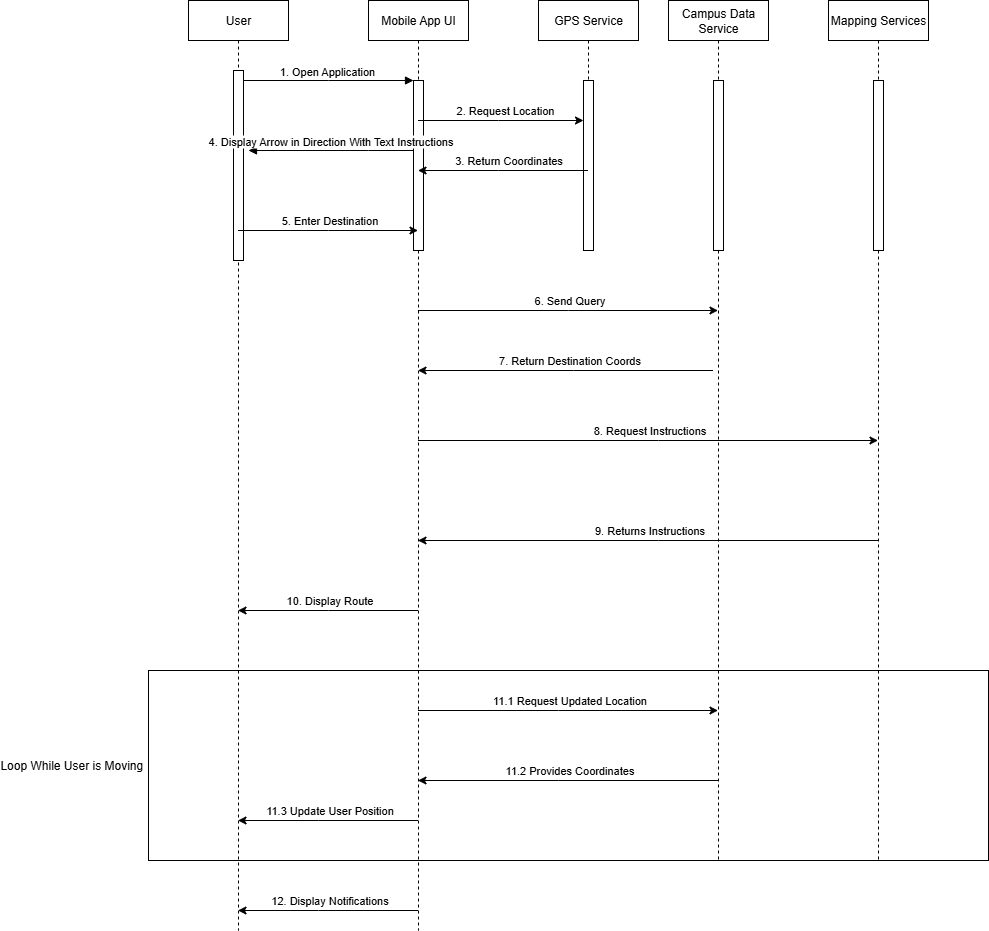 User
Mobile App UI
GPS Service
Campus Data
Service
Mapping Services
1. Open Application
2. Request Location
4. Display Arrow in Direction With Text Instructions
3. Return Coordinates
5. Enter Destination
6. Send Query
7. Return Destination Coords
8. Request Instructions
9. Returns Instructions
10. Display Route
11.1 Request Updated Location
Loop While User is Moving
11.2 Provides Coordinates
11.3 Update User Position
12. Display Notifications